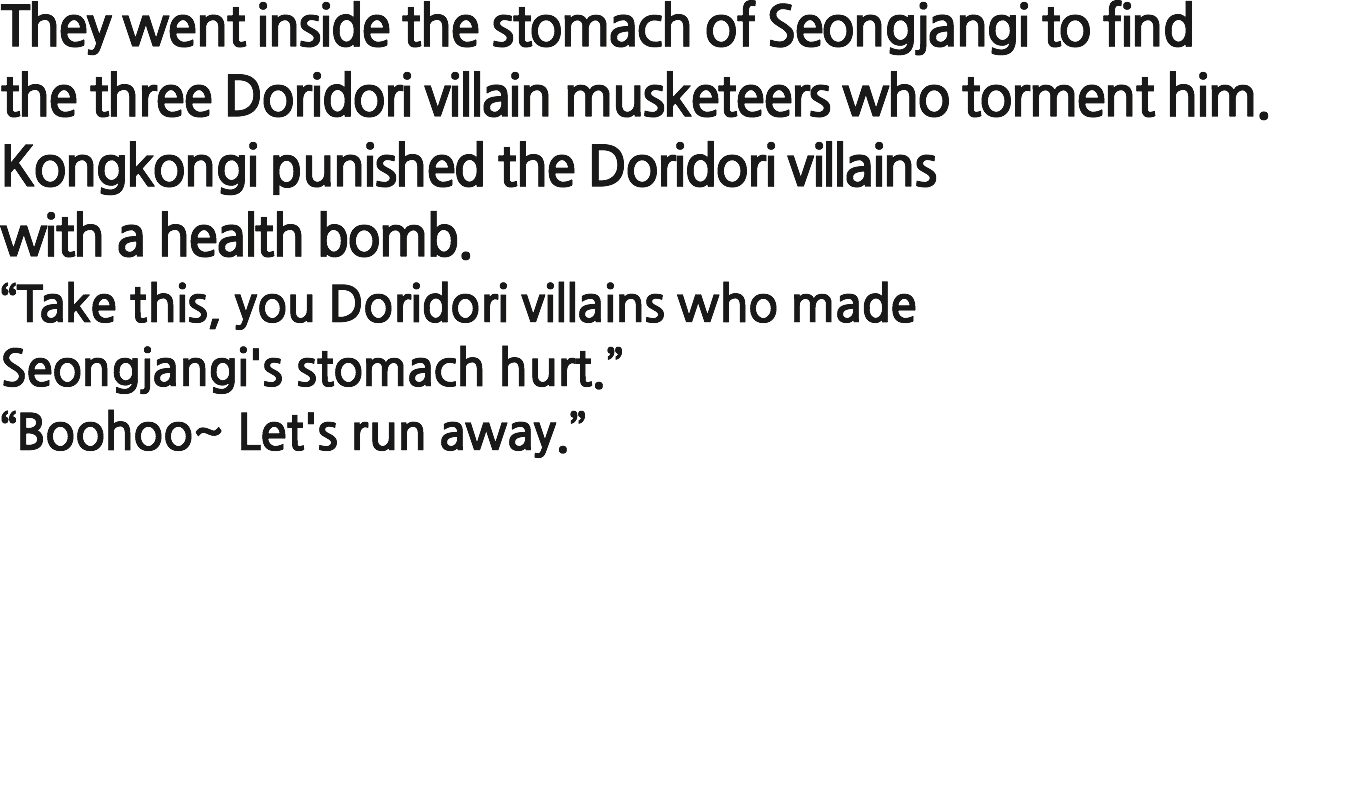 They went inside the stomach of Seongjangi to find
the three Doridori villain musketeers who torment him.
Kongkongi punished the Doridori villains
with a health bomb.
“Take this, you Doridori villains who made
Seongjangi's stomach hurt.”
“Boohoo~ Let's run away.”